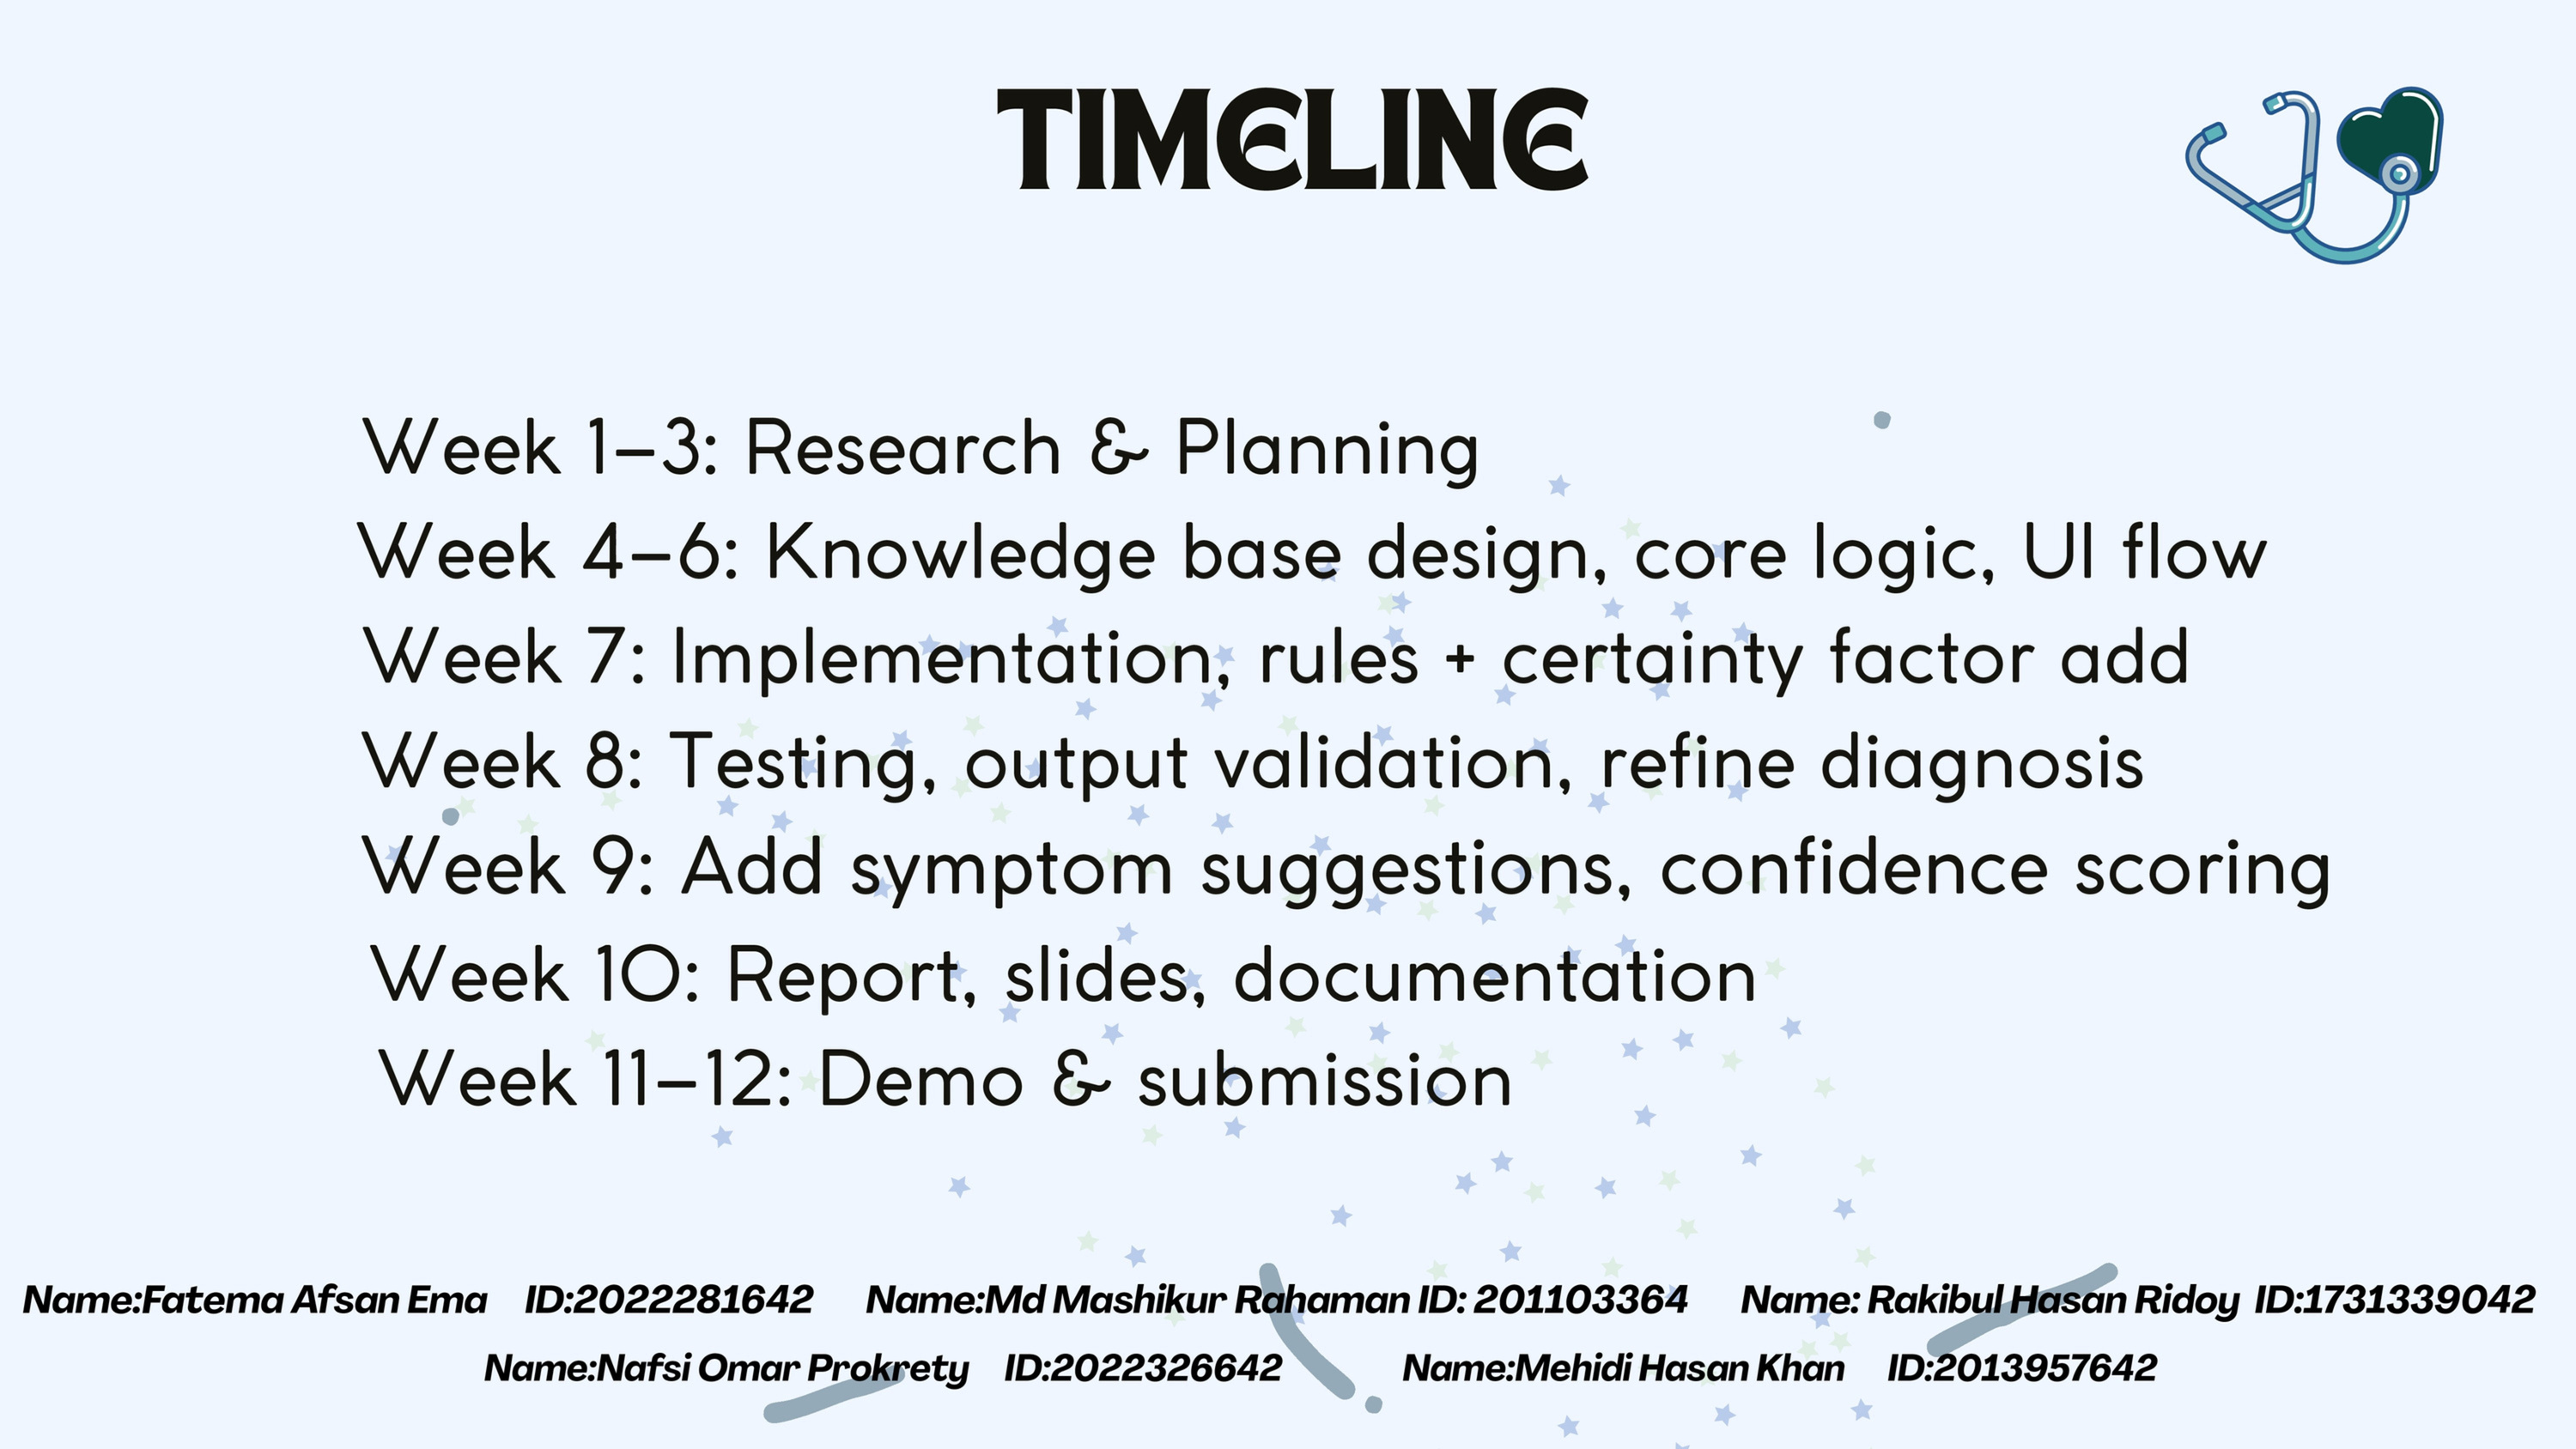 TIMELINE
Week 1–3: Research & Planning
Week 4–6: Knowledge base design, core logic, UI flow
Week 7: Implementation, rules + certainty factor add
Week 8: Testing, output validation, refine diagnosis
Week 9: Add symptom suggestions, confidence scoring
Week 10: Report, slides, documentation
Week 11–12: Demo & submission
Name:Fatema Afsan Ema ID:2022281642 Name:Md Mashikur Rahaman ID: 201103364 Name: Rakibul Hasan Ridoy ID:1731339042
Name:Nafsi Omar Prokrety ID:2022326642 Name:Mehidi Hasan Khan ID:2013957642